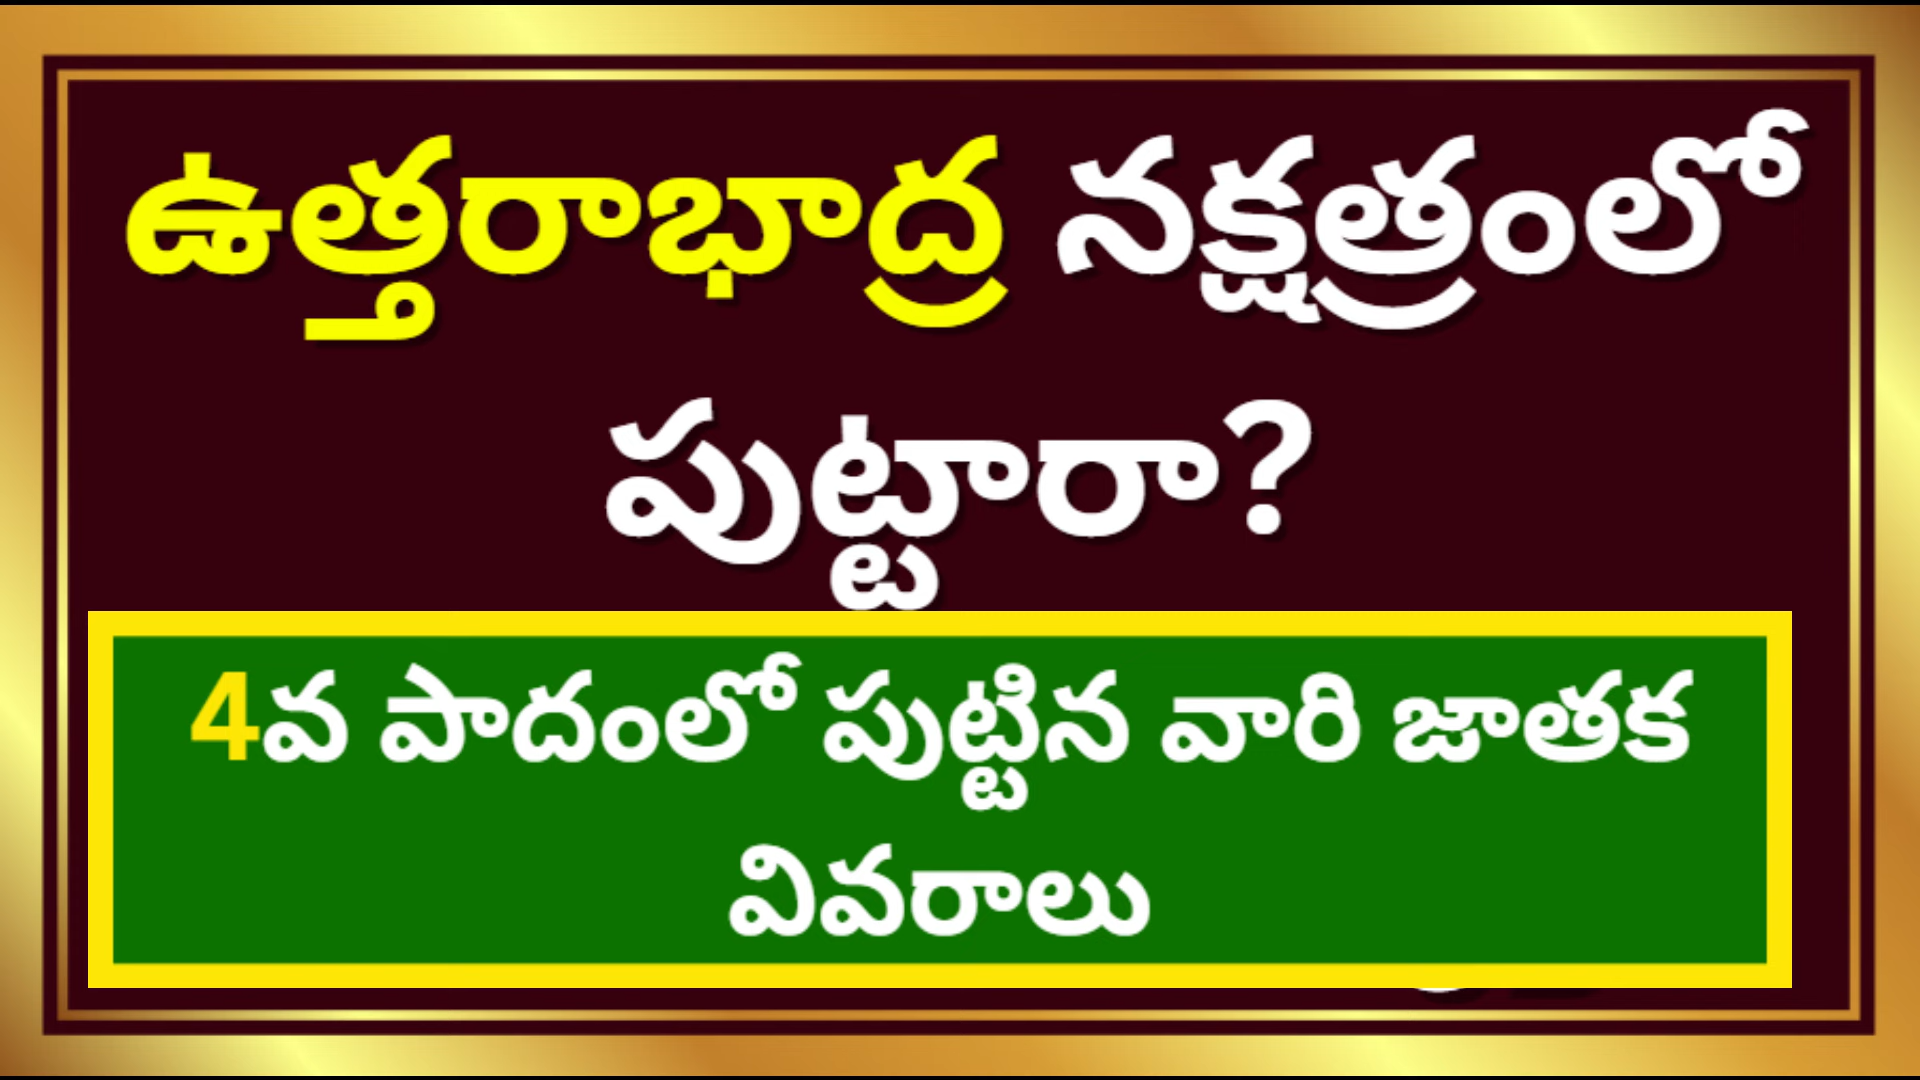 ఉత్తరాభాద్ర నక్షత్రంలో
పుట్టారా?
4వ పాదంలో పుట్టిన వారి జాతక
వివరాలు